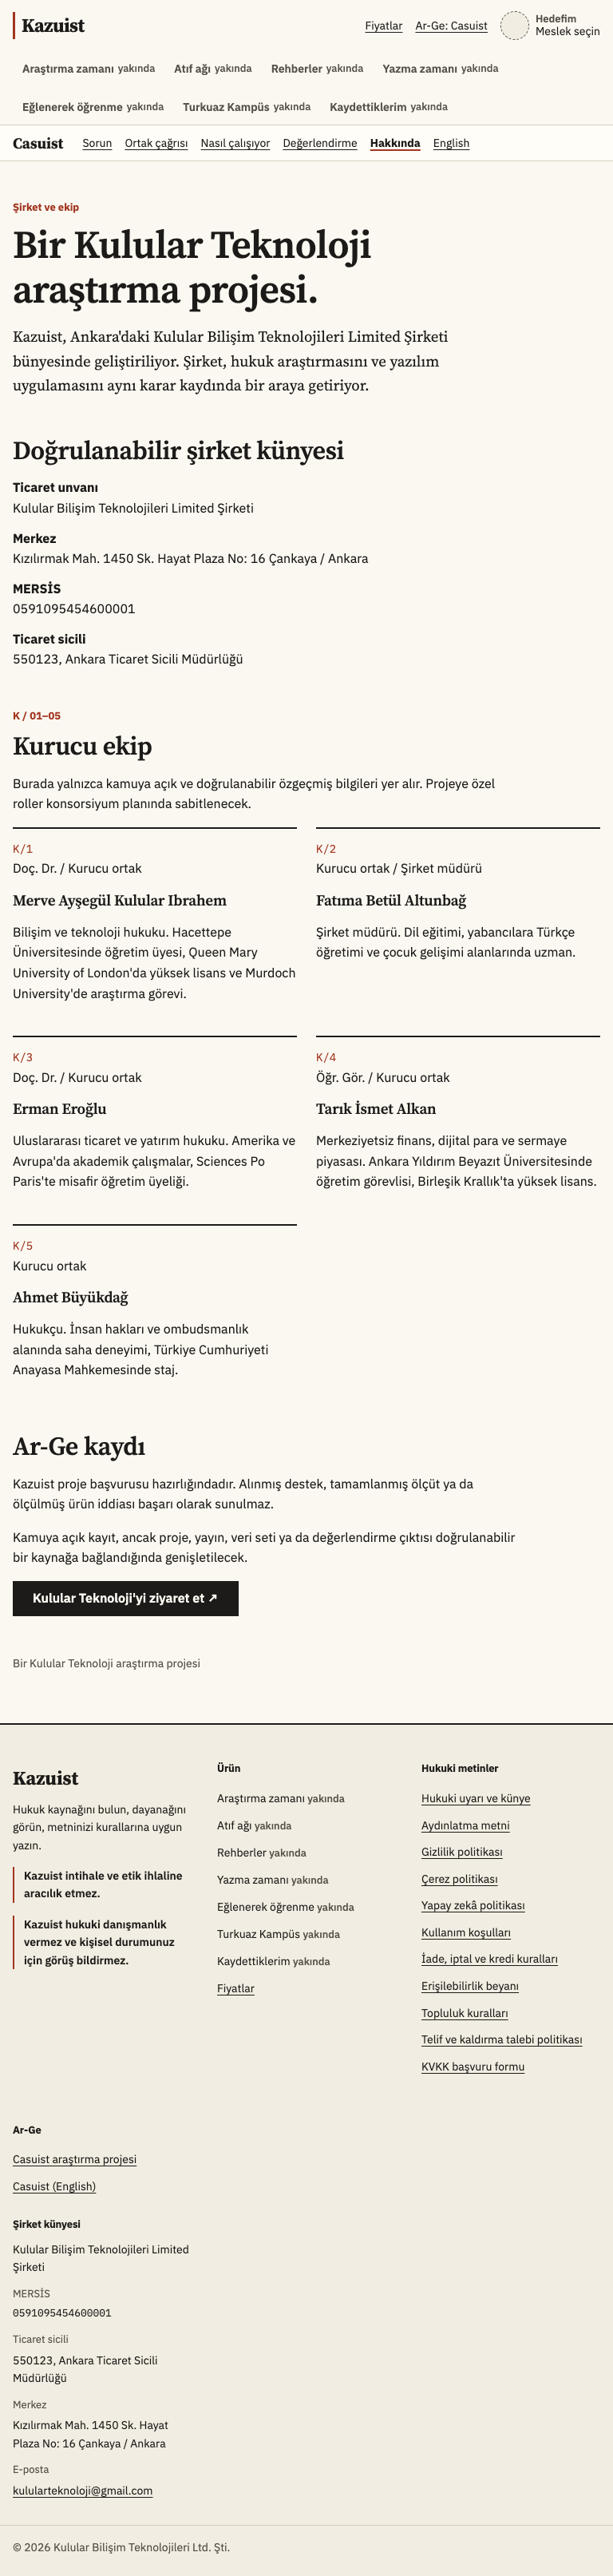 Kazuist
Fiyatlar
Ar-Ge: Casuist
Hedefim
Meslek seçin
Araştırma zamanı yakında
Atıf ağı yakında
Rehberler yakında
Yazma zamanı yakında
Eğlenerek öğrenme yakında
Turkuaz Kampüs yakında
Kaydettiklerim yakında
Casuist
Sorun
Ortak çağrısı
Nasıl çalışıyor
Değerlendirme
Hakkında
English
Şirket ve ekip
Bir Kulular Teknoloji
araştırma projesi.
Kazuist, Ankara'daki Kulular Bilişim Teknolojileri Limited Şirketi
bünyesinde geliştiriliyor. Şirket, hukuk araştırmasını ve yazılım
uygulamasını aynı karar kaydında bir araya getiriyor.
Doğrulanabilir şirket künyesi
Ticaret unvanı
Kulular Bilişim Teknolojileri Limited Şirketi
Merkez
Kızılırmak Mah. 1450 Sk. Hayat Plaza No: 16 Çankaya / Ankara
MERSİS
0591095454600001
Ticaret sicili
550123, Ankara Ticaret Sicili Müdürlüğü
K / 01–05
Kurucu ekip
Burada yalnızca kamuya açık ve doğrulanabilir özgeçmiş bilgileri yer alır. Projeye özel
roller konsorsiyum planında sabitlenecek.
K/1
Doç. Dr. / Kurucu ortak
Merve Ayşegül Kulular Ibrahem
Bilişim ve teknoloji hukuku. Hacettepe
Üniversitesinde öğretim üyesi, Queen Mary
University of London'da yüksek lisans ve Murdoch
University'de araştırma görevi.
K/2
Kurucu ortak / Şirket müdürü
Fatıma Betül Altunbağ
Şirket müdürü. Dil eğitimi, yabancılara Türkçe
öğretimi ve çocuk gelişimi alanlarında uzman.
K/3
Doç. Dr. / Kurucu ortak
Erman Eroğlu
Uluslararası ticaret ve yatırım hukuku. Amerika ve
Avrupa'da akademik çalışmalar, Sciences Po
Paris'te misafir öğretim üyeliği.
K/4
Öğr. Gör. / Kurucu ortak
Tarık İsmet Alkan
Merkeziyetsiz finans, dijital para ve sermaye
piyasası. Ankara Yıldırım Beyazıt Üniversitesinde
öğretim görevlisi, Birleşik Krallık'ta yüksek lisans.
K/5
Kurucu ortak
Ahmet Büyükdağ
Hukukçu. İnsan hakları ve ombudsmanlık
alanında saha deneyimi, Türkiye Cumhuriyeti
Anayasa Mahkemesinde staj.
Ar-Ge kaydı
Kazuist proje başvurusu hazırlığındadır. Alınmış destek, tamamlanmış ölçüt ya da
ölçülmüş ürün iddiası başarı olarak sunulmaz.
Kamuya açık kayıt, ancak proje, yayın, veri seti ya da değerlendirme çıktısı doğrulanabilir
bir kaynağa bağlandığında genişletilecek.
Kulular Teknoloji'yi ziyaret et ↗
Bir Kulular Teknoloji araştırma projesi
Kazuist
Hukuk kaynağını bulun, dayanağını
görün, metninizi kurallarına uygun
yazın.
Kazuist intihale ve etik ihlaline
aracılık etmez.
Kazuist hukuki danışmanlık
vermez ve kişisel durumunuz
için görüş bildirmez.
Ürün
Araştırma zamanı yakında
Atıf ağı yakında
Rehberler yakında
Yazma zamanı yakında
Eğlenerek öğrenme yakında
Turkuaz Kampüs yakında
Kaydettiklerim yakında
Fiyatlar
Hukuki metinler
Hukuki uyarı ve künye
Aydınlatma metni
Gizlilik politikası
Çerez politikası
Yapay zekâ politikası
Kullanım koşulları
İade, iptal ve kredi kuralları
Erişilebilirlik beyanı
Topluluk kuralları
Telif ve kaldırma talebi politikası
KVKK başvuru formu
Ar-Ge
Casuist araştırma projesi
Casuist (English)
Şirket künyesi
Kulular Bilişim Teknolojileri Limited
Şirketi
MERSİS
0591095454600001
Ticaret sicili
550123, Ankara Ticaret Sicili
Müdürlüğü
Merkez
Kızılırmak Mah. 1450 Sk. Hayat
Plaza No: 16 Çankaya / Ankara
E-posta
kulularteknoloji@gmail.com
© 2026 Kulular Bilişim Teknolojileri Ltd. Şti.